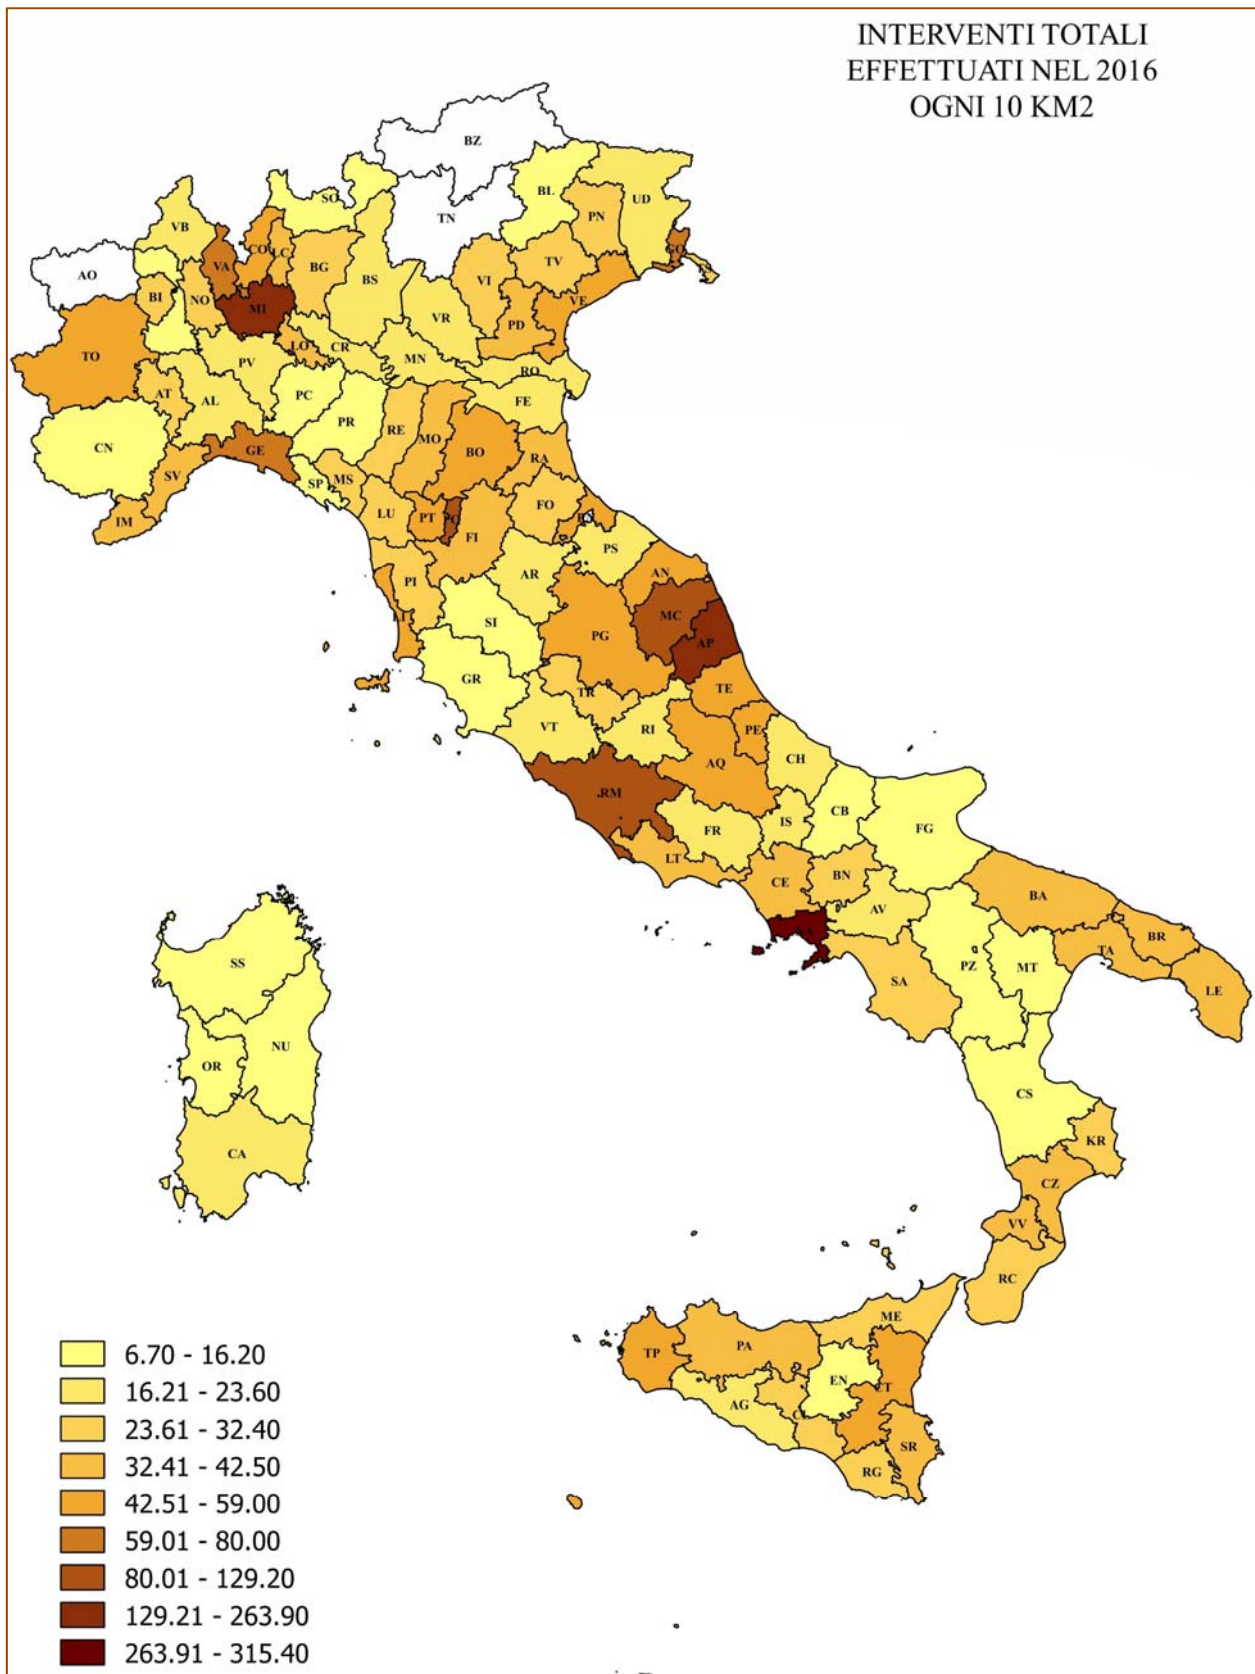 INTERVENTI TOTALI
EFFETTUATI NEL 2016
OGNI 10 KM2
BZ
BL
SO
UD
TN
PN
VB
CO
LC
GO
VA
BG
TV
AO
BS
VI
TS
BI
NO
MI
VE
VR
PD
TO
LO
CR
PV
MN
RO
AT
AL
PC
FE
PR
RE
MO
CN
GE
BO
RA
SV
SP
MS
FO
LU
PT
PO
IM
FI
PS
AN
AR
PI
LI
MC
SI
PG
AP
GR
TR
TE
VT
RI
PE
CH
AQ
RM
CB
IS
FR
FG
LT
CE
BN
BA
AV
BR
TA
SS
PZ
MT
SA
LE
NU
OR
CS
KR
CA
CZ
VV
RC
ME
PA
TP
EN
CT
AG
SR
RG
6.70 - 16.20
16.21 - 23.60
23.61 - 32.40
32.41 - 42.50
42.51 - 59.00
59.01 - 80.00
80.01 - 129.20
129.21 - 263.90
263.91 - 315.40